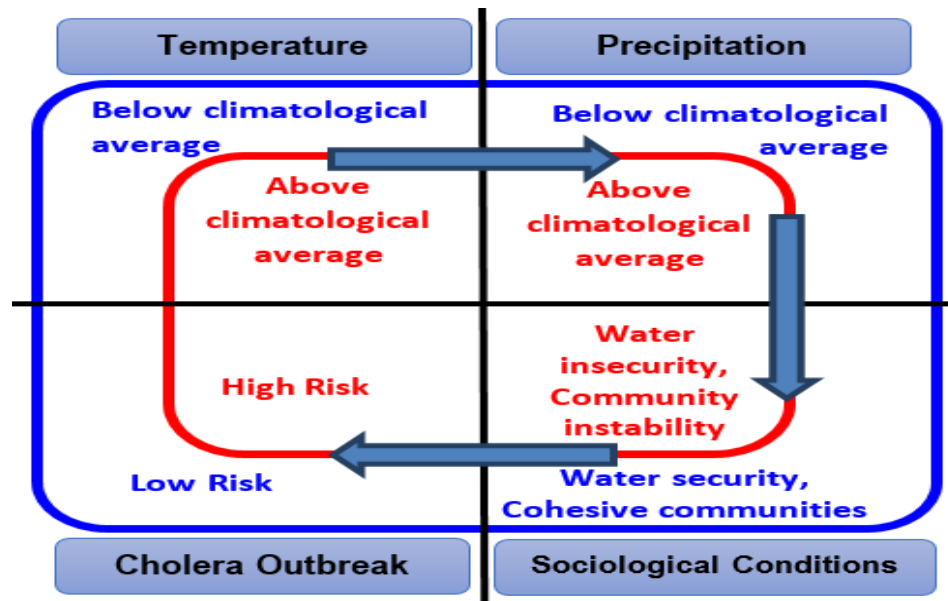 Temperature
Precipitation
Below climatological
average
Below climatological
average
Above
climatological
average
Above
climatological
average
High Risk
Water
insecurity,
Community
instability
Low Risk
Water security,
Cohesive communities
Cholera Outbreak
Sociological Conditions